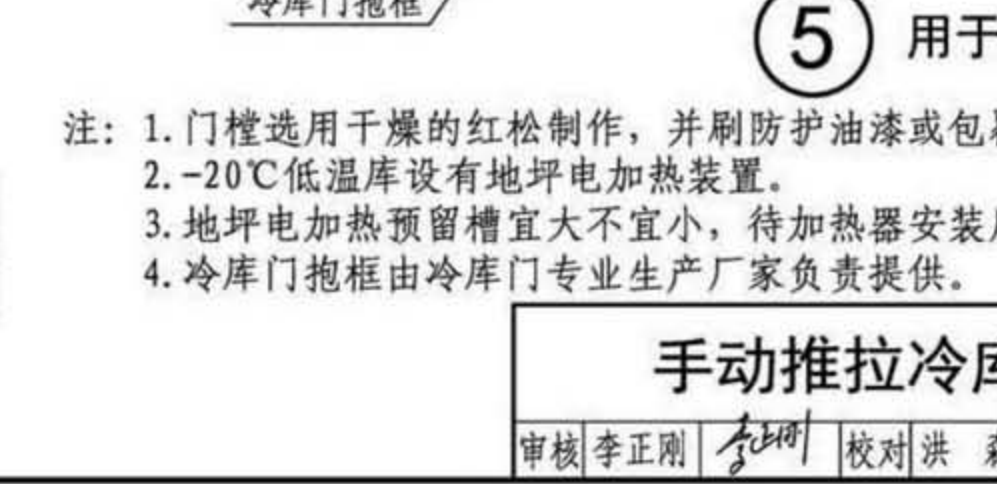 冷库门抱框
⑤ 用于
注：1.门樘选用干燥的红松制作，并刷防护油漆或包
2.-20℃低温库设有地坪电加热装置。
3.地坪电加热预留槽宜大不宜小，待加热器安装
4.冷库门抱框由冷库门专业生产厂家负责提供。
手动推拉冷库
审核 李正刚 李正刚 校对 洪